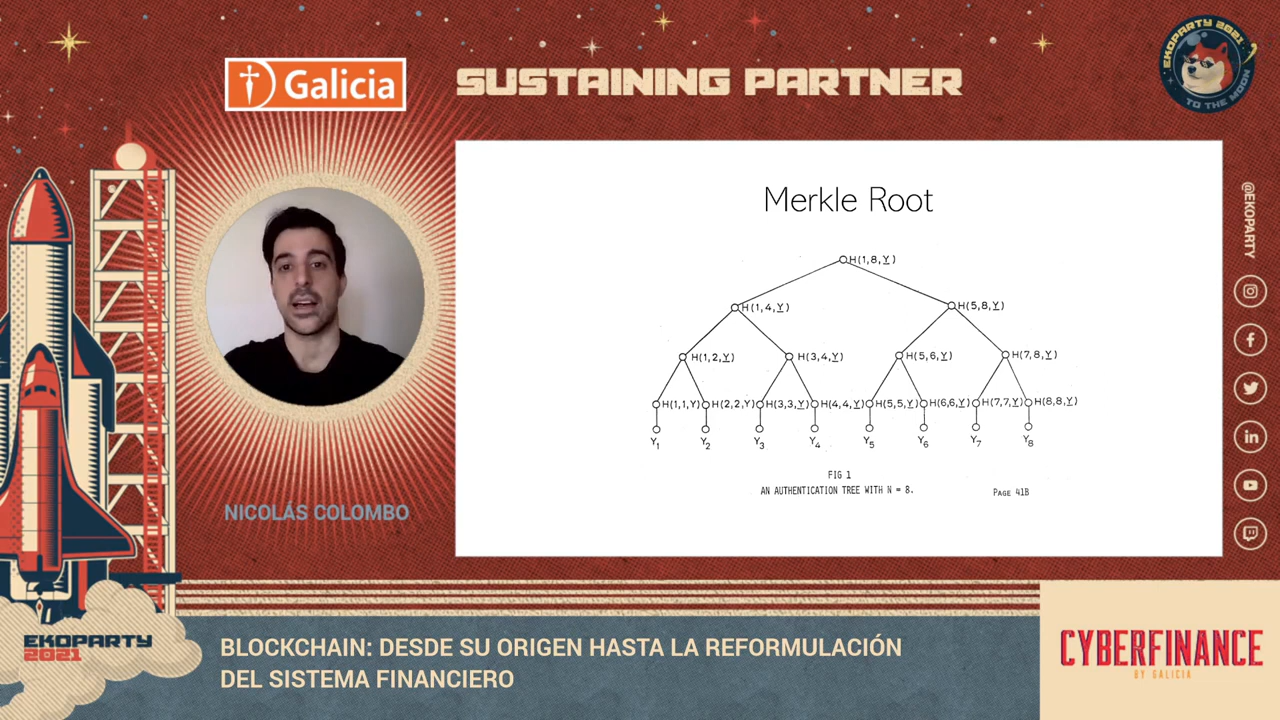 Galicia
SUSTAINING PARTNER
EKOPARTY 2021
TO THE MOON
Merkle Root
H(1,8,Y)
H(1,4,Y)
H(5,8,Y)
H(1,2,Y)
H(3,4,Y)
H(5,6,Y)
H(7,8,Y)
H(1,1,Y) H(2,2,Y) H(3,3,Y) H(4,4,Y) H(5,5,Y) H(6,6,Y) H(7,7,Y) H(8,8,Y)
Y1 Y2 Y3 Y4 Y5 Y6 Y7 Y8
FIG 1
AN AUTHENTICATION TREE WITH N = 8.
PAGE 41B
@EKOPARTY
NICOLÁS COLOMBO
EKOPARTY
2021
BLOCKCHAIN: DESDE SU ORIGEN HASTA LA REFORMULACIÓN
DEL SISTEMA FINANCIERO
CYBERFINANCE
BY GALICIA